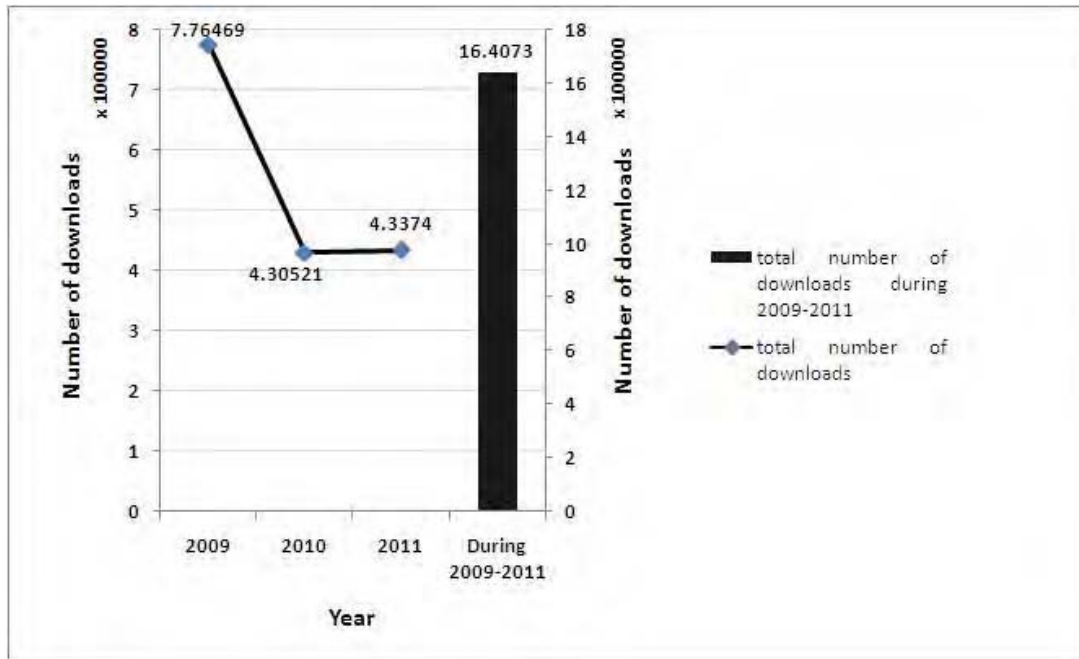 8
7
6
5
4
3
2
1
0
x 100000
Number of downloads
7.76469
4.30521
4.3374
16.4073
18
16
14
12
10
8
6
4
2
0
x 100000
Number of downloads
2009 2010 2011 During
2009-2011
Year
total number of
downloads during
2009-2011
total number of
downloads